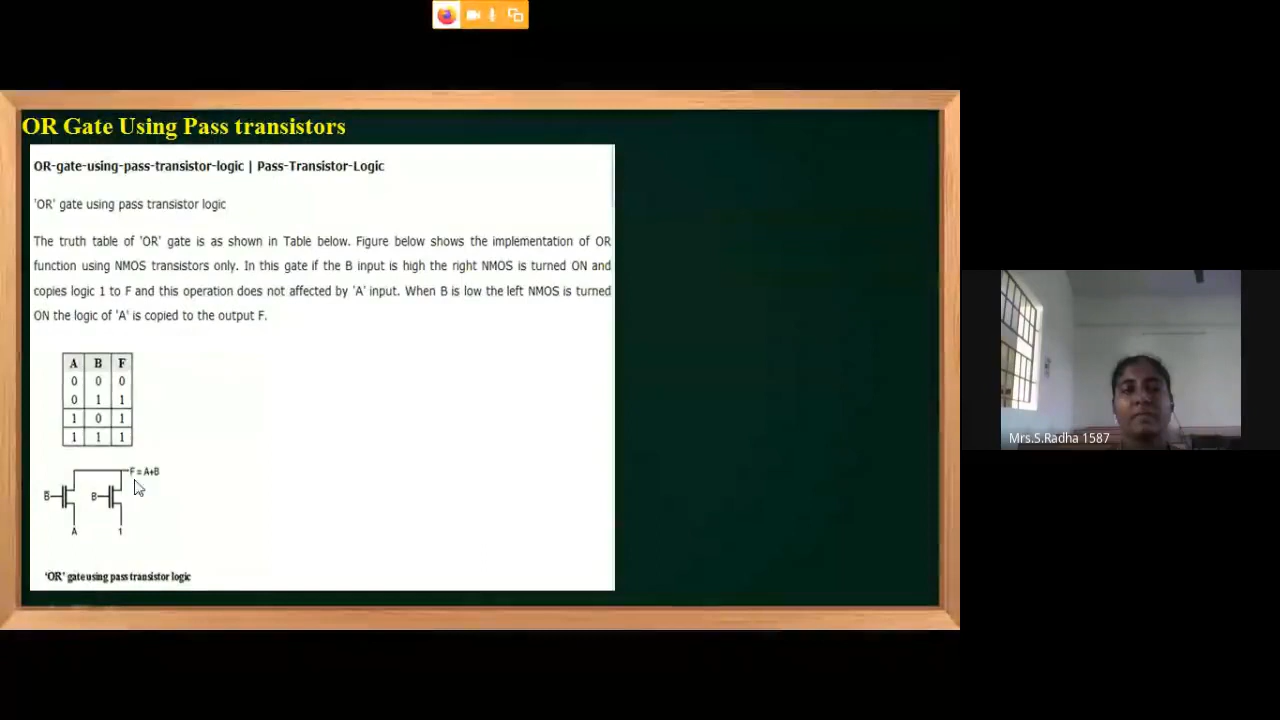 OR Gate Using Pass transistors
OR-gate-using-pass-transistor-logic | Pass-Transistor-Logic
'OR' gate using pass transistor logic
The truth table of 'OR' gate is as shown in Table below. Figure below shows the implementation of OR
function using NMOS transistors only. In this gate if the B input is high the right NMOS is turned ON and
copies logic 1 to F and this operation does not affected by 'A' input. When B is low the left NMOS is turned
ON the logic of 'A' is copied to the output F.
A B F
0 0 0
0 1 1
1 0 1
1 1 1
F = A+B
B̅ B
A 1
'OR' gate using pass transistor logic
Mrs.S.Radha 1587